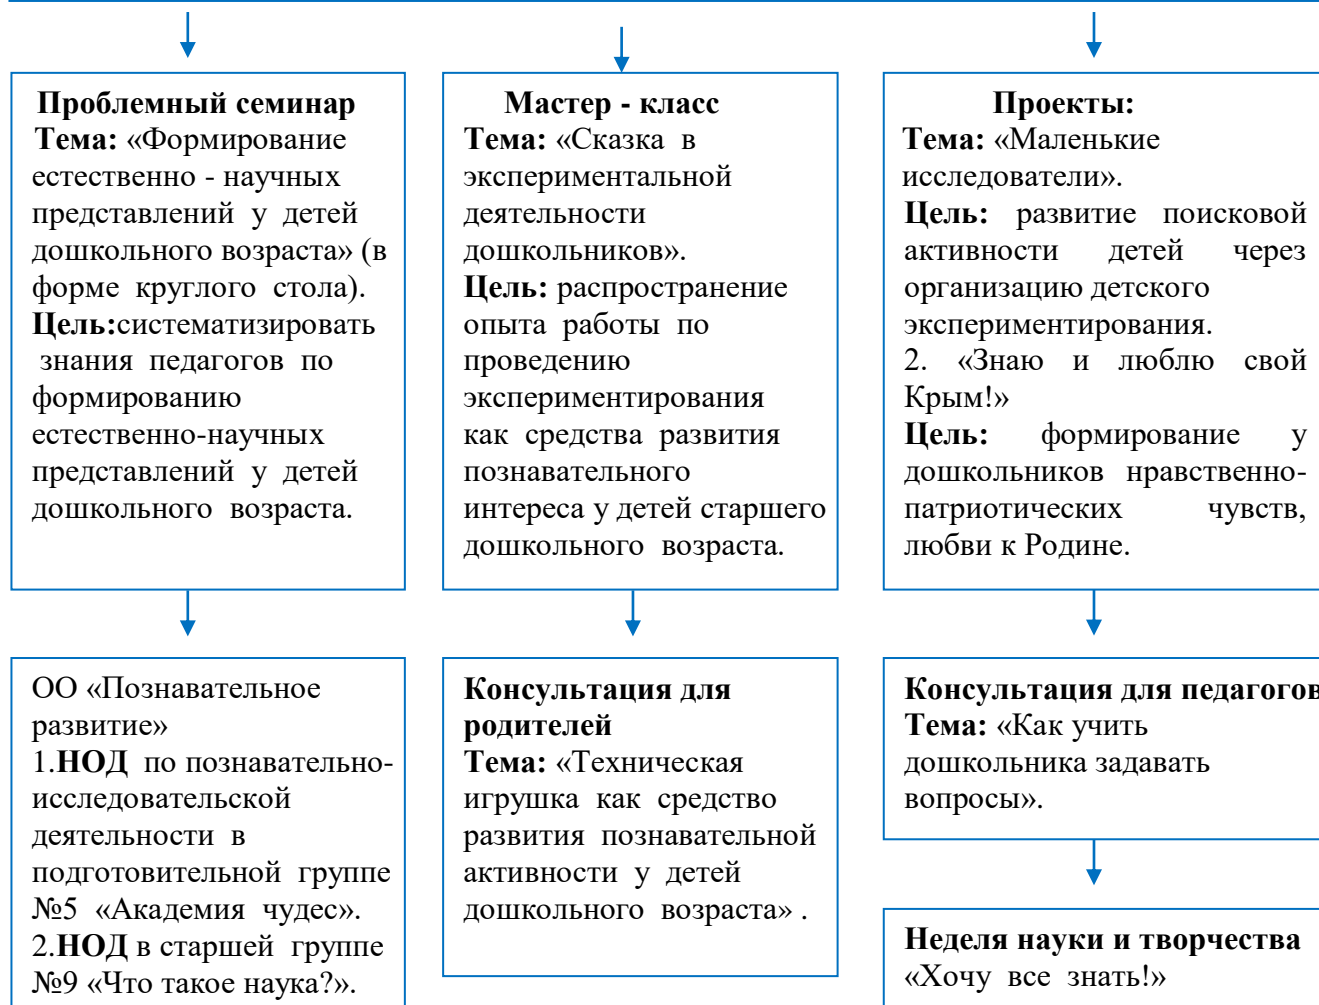 Проблемный семинар
Тема: «Формирование
естественно - научных
представлений у детей
дошкольного возраста» (в
форме круглого стола).
Цель:систематизировать
знания педагогов по
формированию
естественно-научных
представлений у детей
дошкольного возраста.
Мастер - класс
Тема: «Сказка в
экспериментальной
деятельности
дошкольников».
Цель: распространение
опыта работы по
проведению
экспериментирования
как средства развития
познавательного
интереса у детей старшего
дошкольного возраста.
Проекты:
Тема: «Маленькие
исследователи».
Цель: развитие поисковой
активности детей через
организацию детского
экспериментирования.
2. «Знаю и люблю свой
Крым!»
Цель: формирование у
дошкольников нравственно-
патриотических чувств,
любви к Родине.
ОО «Познавательное
развитие»
1.НОД по познавательно-
исследовательской
деятельности в
подготовительной группе
№5 «Академия чудес».
2.НОД в старшей группе
№9 «Что такое наука?».
Консультация для
родителей
Тема: «Техническая
игрушка как средство
развития познавательной
активности у детей
дошкольного возраста» .
Консультация для педагогов
Тема: «Как учить
дошкольника задавать
вопросы».
Неделя науки и творчества
«Хочу все знать!»